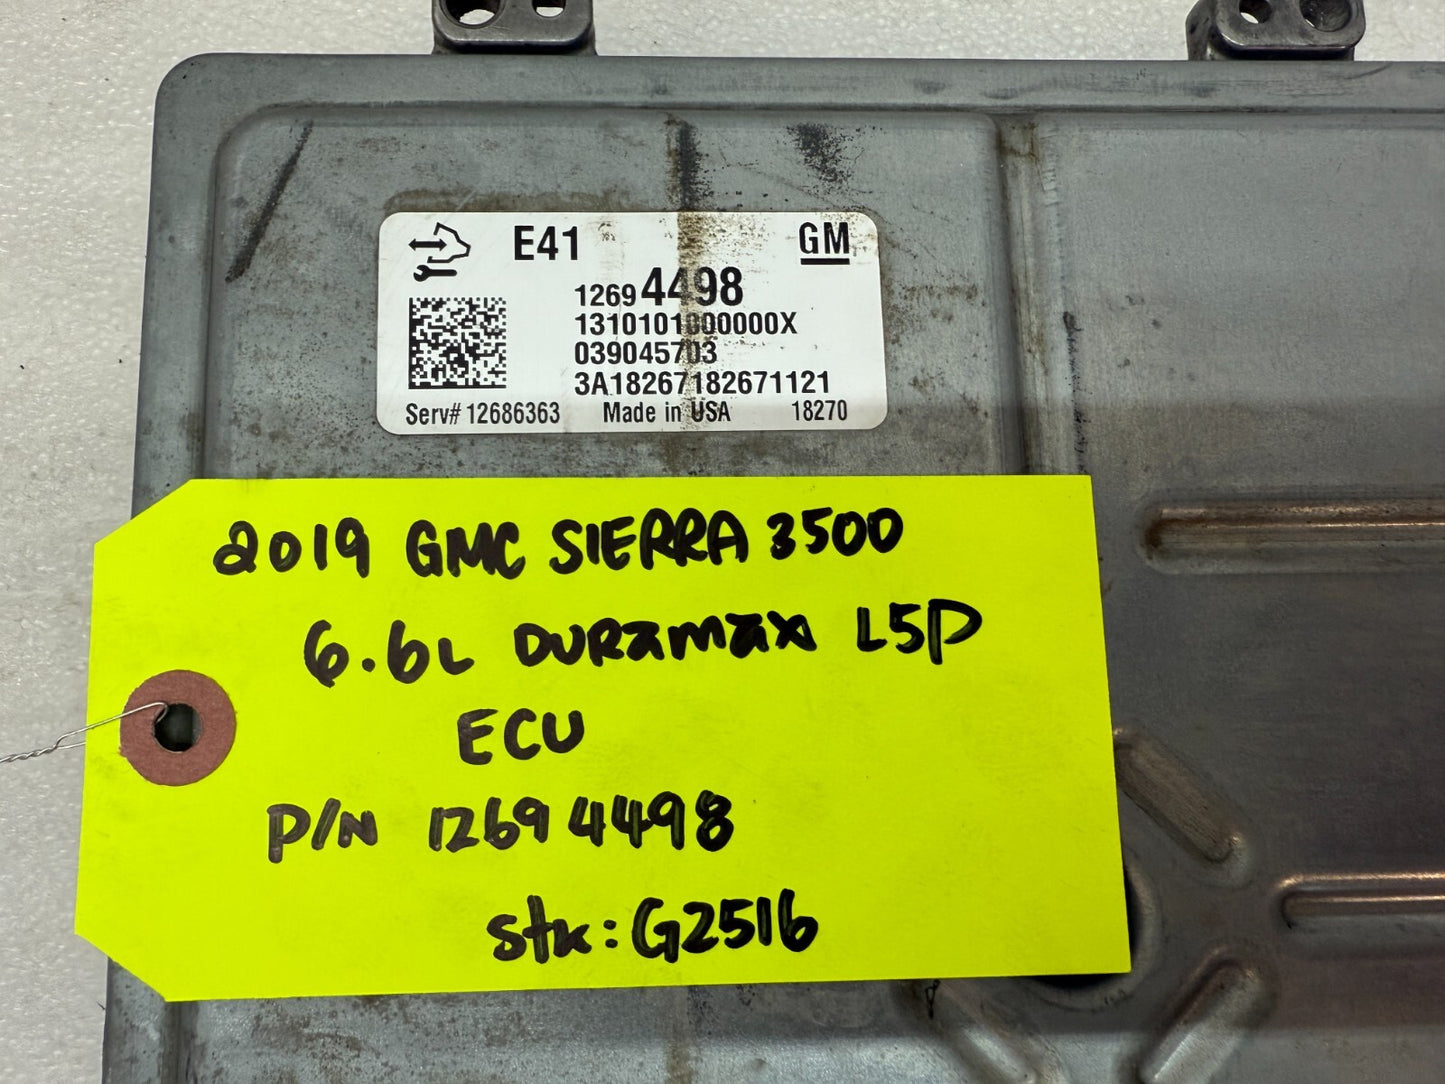 E41
GM
12694498
1310101000000X
039045703
3A18267182671121
Serv# 12686363 Made in USA 18270
2019 GMC SIERRA 3500
6.6L DURAMAX L5P
ECU
P/N 12694498
stk: G2516